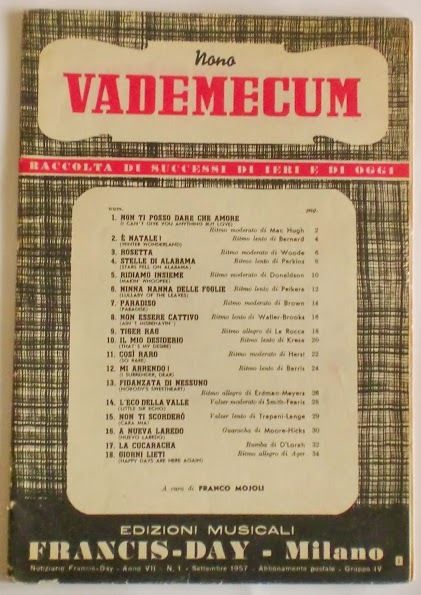 Nono
VADEMECUM
RACCOLTA DI SUCCESSI DI IERI E DI OGGI
num. pag.
1. NON TI POSSO DARE CHE AMORE
(I CAN'T GIVE YOU ANYTHING BUT LOVE)
Ritmo moderato di Mac Hugh 2
2. È NATALE! Ritmo lento di Bernard 4
(WINTER WONDERLAND)
3. ROSETTA Ritmo moderato di Woode 6
4. STELLE DI ALABAMA Ritmo lento di Perkins 8
(STARS FELL ON ALABAMA)
5. RIDIAMO INSIEME Ritmo moderato di Donaldson 10
(MAKIN' WHOOPEE)
6. NINNA NANNA DELLE FOGLIE Ritmo lento di Petkere 12
(LULLABY OF THE LEAVES)
7. PARADISO Ritmo moderato di Brown 14
(PARADISE)
8. NON ESSERE CATTIVO Ritmo lento di Waller-Brooks 16
(AIN'T MISBEHAVIN')
9. TIGER RAG Ritmo allegro di La Rocca 18
10. IL MIO DESIDERIO Ritmo lento di Kresa 20
(THAT'S MY DESIRE)
11. COSÌ RARO Ritmo moderato di Herst 22
(SO RARE)
12. MI ARRENDO! Ritmo lento di Barris 24
(I SURRENDER, DEAR)
13. FIDANZATA DI NESSUNO
(NOBODY'S SWEETHEART)
Ritmo allegro di Erdman-Meyers 26
14. L'ECO DELLA VALLE Valzer moderato di Smith-Fearis 28
(LITTLE SIR ECHO)
15. NON TI SCORDERÒ Valzer lento di Trapani-Lange 29
(CARA MIA)
16. A NUEVA LAREDO Guaracha di Moore-Hicks 30
(NUEVO LAREDO)
17. LA CUCARACHA Rumba di D'Lorah 32
18. GIORNI LIETI Ritmo allegro di Ager 34
(HAPPY DAYS ARE HERE AGAIN)
A cura di FRANCO MOJOLI
EDIZIONI MUSICALI
FRANCIS-DAY - Milano
Notiziario Francis-Day - Anno VII - N. 1 - Settembre 1957 - Abbonamento postale - Gruppo IV